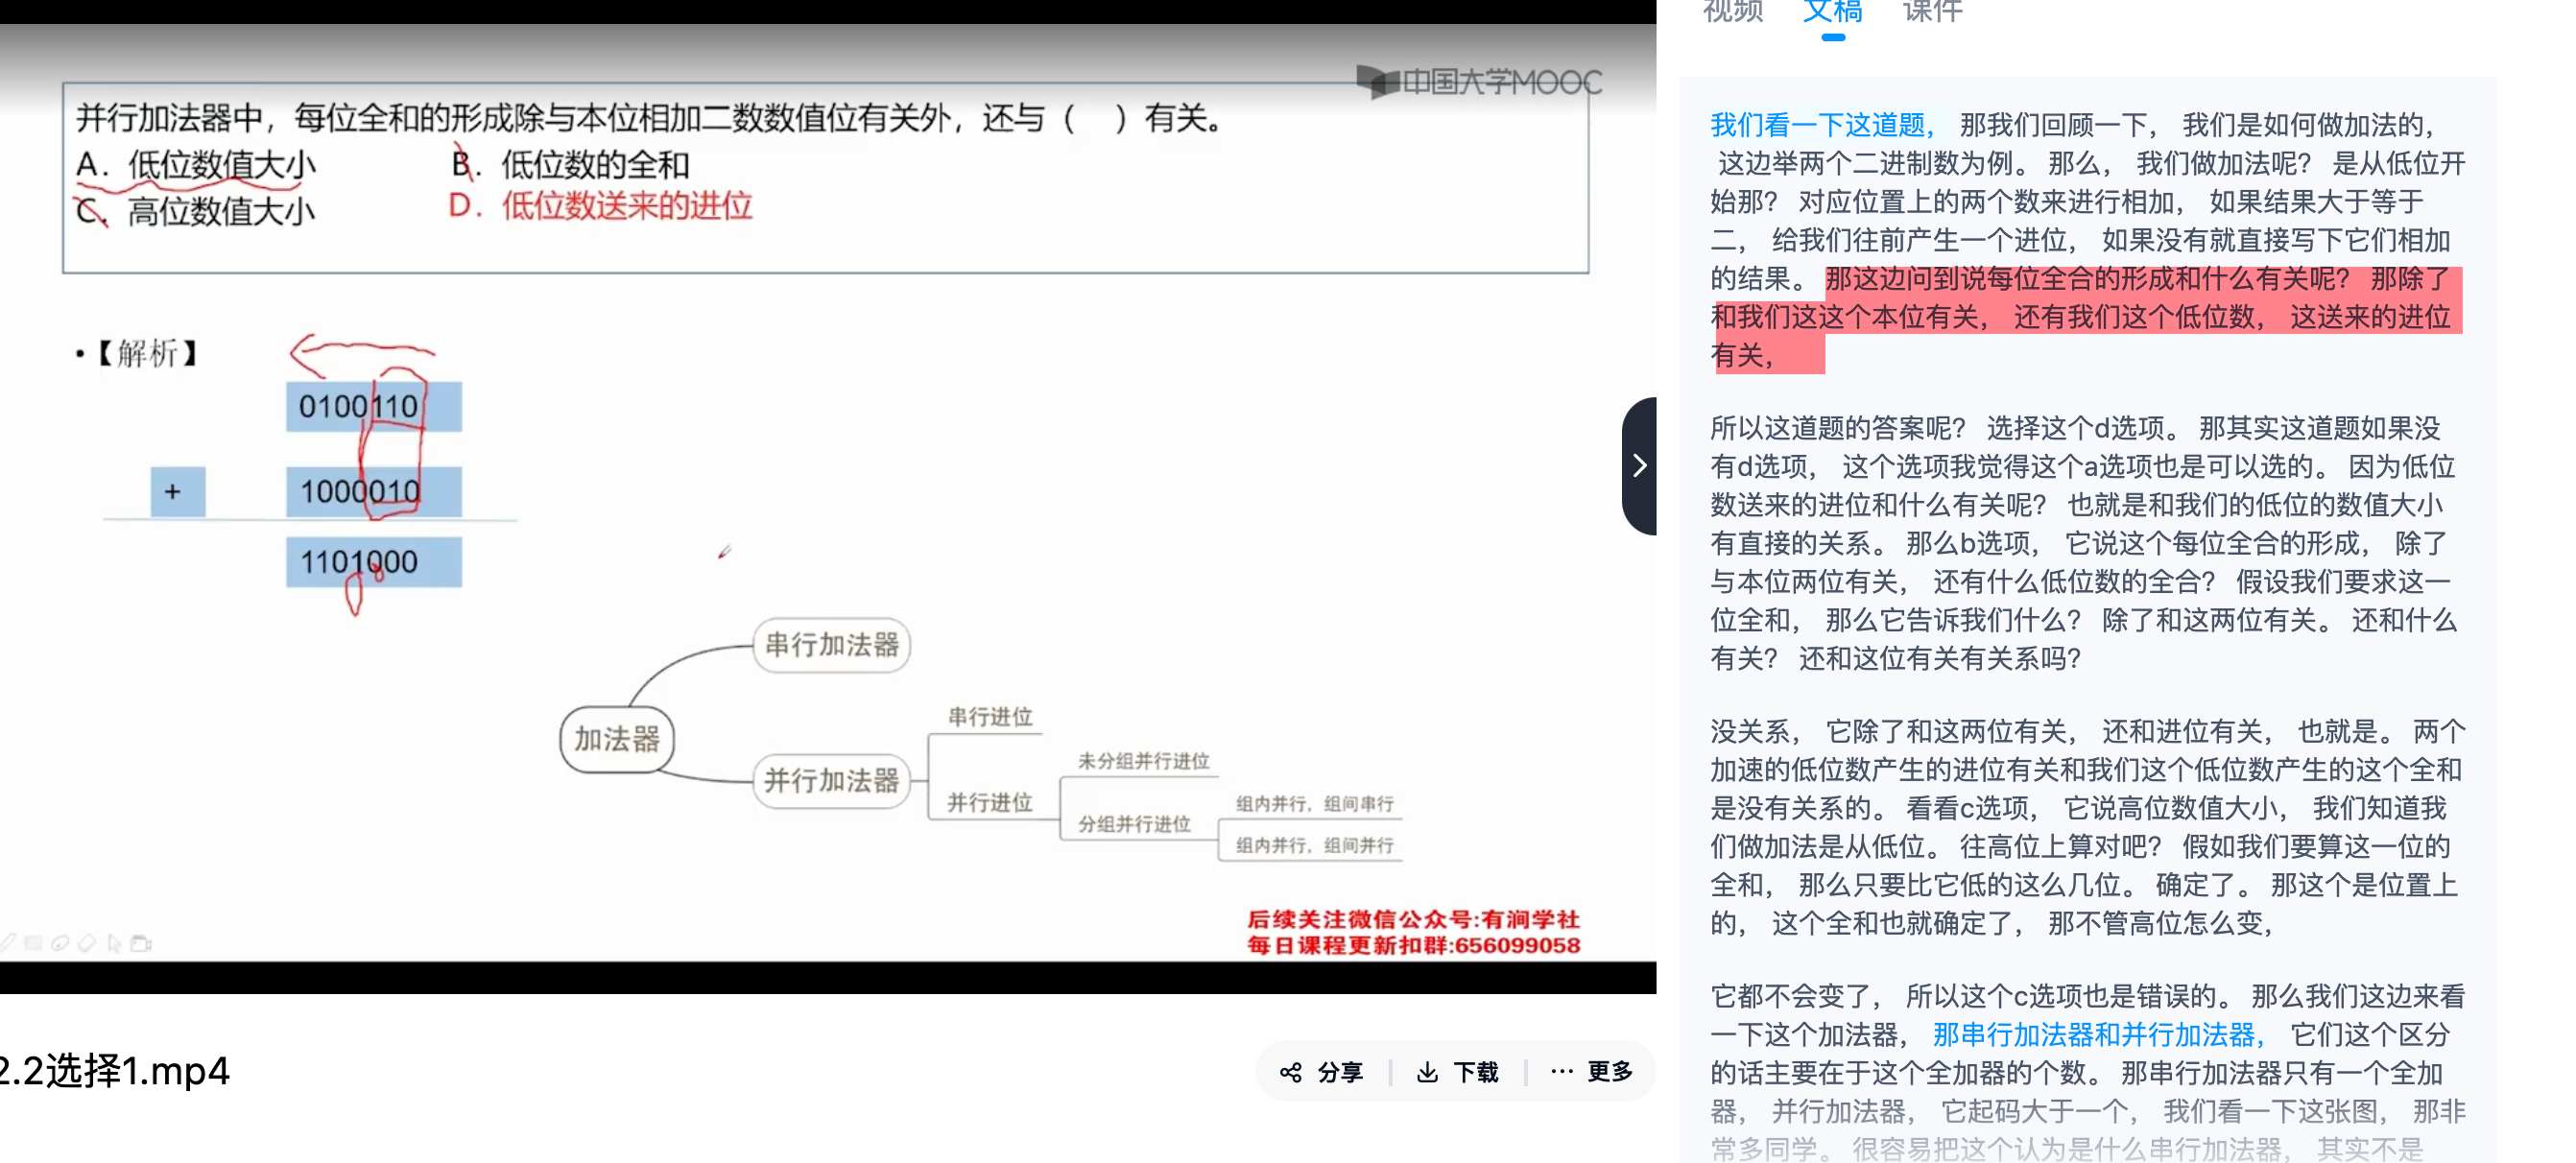 中国大学MOOC
并行加法器中，每位全和的形成除与本位相加二数数值位有关外，还与（ ）有关。
A. 低位数值大小 B. 低位数的全和
C. 高位数值大小 D. 低位数送来的进位
•【解析】
0100110
+ 1000010
1101000
加法器
串行加法器
并行加法器
串行进位
并行进位
未分组并行进位
分组并行进位
组内并行，组间串行
组内并行，组间并行
后续关注微信公众号:有涧学社
每日课程更新扣群:656099058
2.2选择1.mp4
分享
下载
··· 更多
视频 文稿 课件
我们看一下这道题， 那我们回顾一下， 我们是如何做加法的，
这边举两个二进制数为例。 那么， 我们做加法呢？ 是从低位开
始那？ 对应位置上的两个数来进行相加， 如果结果大于等于
二， 给我们往前产生一个进位， 如果没有就直接写下它们相加
的结果。 那这边问到说每位全合的形成和什么有关呢？ 那除了
和我们这这个本位有关， 还有我们这个低位数， 这送来的进位
有关，
所以这道题的答案呢？ 选择这个d选项。 那其实这道题如果没
有d选项， 这个选项我觉得这个a选项也是可以选的。 因为低位
数送来的进位和什么有关呢？ 也就是和我们的低位的数值大小
有直接的关系。 那么b选项， 它说这个每位全合的形成， 除了
与本位两位有关， 还有什么低位数的全合？ 假设我们要求这一
位全和， 那么它告诉我们什么？ 除了和这两位有关。 还和什么
有关？ 还和这位有关有关系吗？
没关系， 它除了和这两位有关， 还和进位有关， 也就是。 两个
加速的低位数产生的进位有关和我们这个低位数产生的这个全和
是没有关系的。 看看c选项， 它说高位数值大小， 我们知道我
们做加法是从低位。 往高位上算对吧？ 假如我们要算这一位的
全和， 那么只要比它低的这么几位。 确定了。 那这个是位置上
的， 这个全和也就确定了， 那不管高位怎么变，
它都不会变了， 所以这个c选项也是错误的。 那么我们这边来看
一下这个加法器， 那串行加法器和并行加法器， 它们这个区分
的话主要在于这个全加器的个数。 那串行加法器只有一个全加
器， 并行加法器， 它起码大于一个， 我们看一下这张图， 那非
常多同学。 很容易把这个认为是什么串行加法器， 其实不是